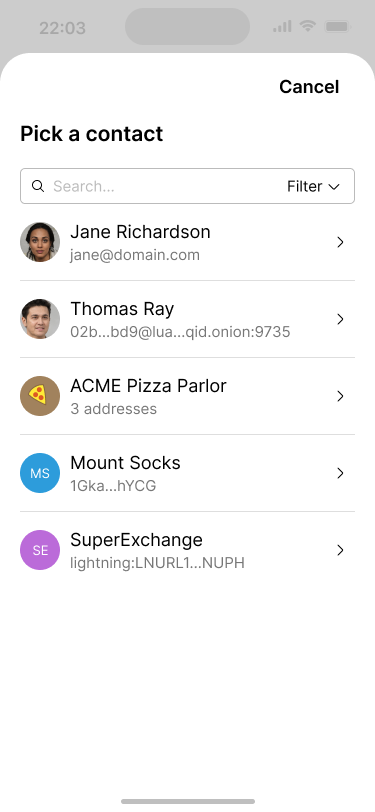 22:03
Cancel
Pick a contact
Search...
Filter
Jane Richardson
jane@domain.com
Thomas Ray
02b...bd9@lua...qid.onion:9735
ACME Pizza Parlor
3 addresses
MS
Mount Socks
1Gka...hYCG
SE
SuperExchange
lightning:LNURL1...NUPH